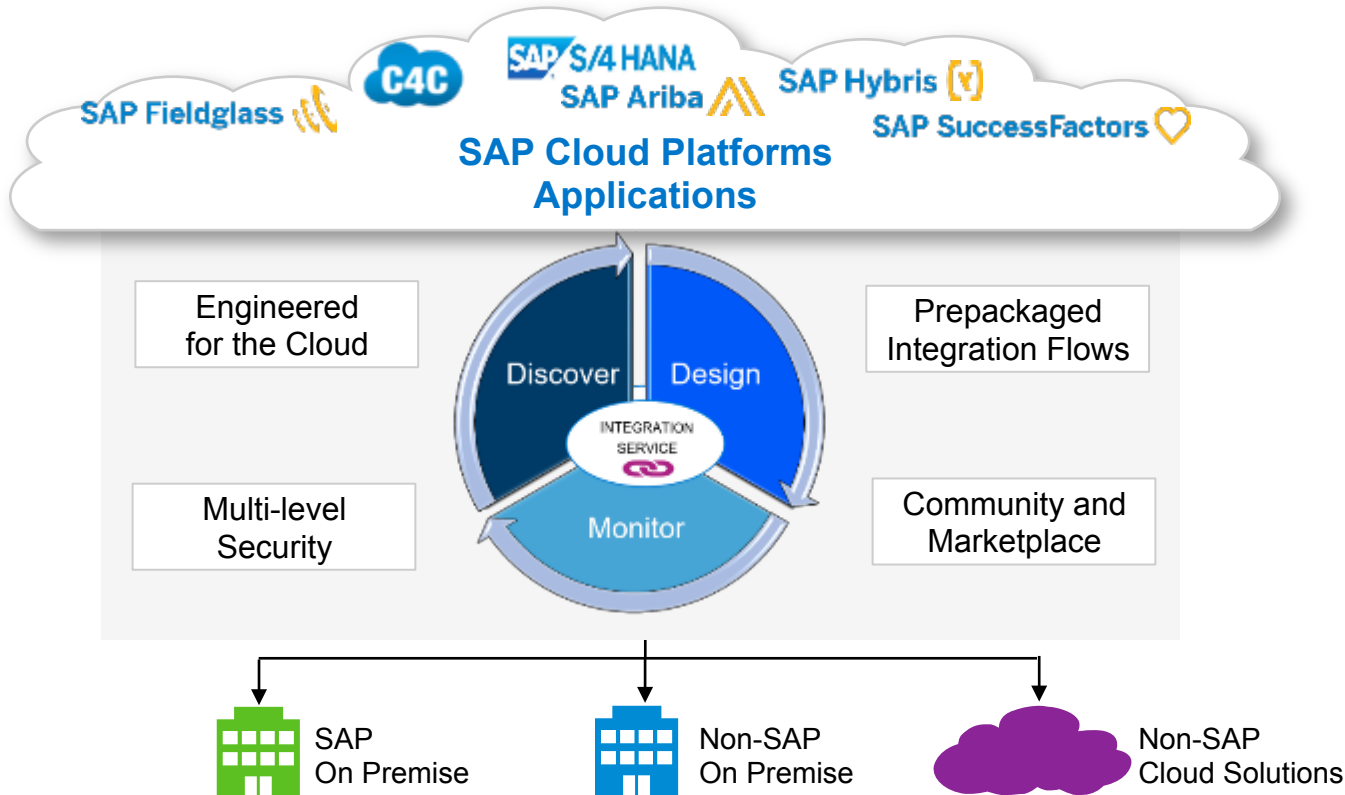 C4C
SAP S/4 HANA
SAP Ariba
SAP Hybris
SAP Fieldglass
SAP SuccessFactors
SAP Cloud Platforms
Applications
Engineered
for the Cloud
Discover
Design
Prepackaged
Integration Flows
INTEGRATION
SERVICE
Multi-level
Security
Monitor
Community and
Marketplace
SAP
On Premise
Non-SAP
On Premise
Non-SAP
Cloud Solutions